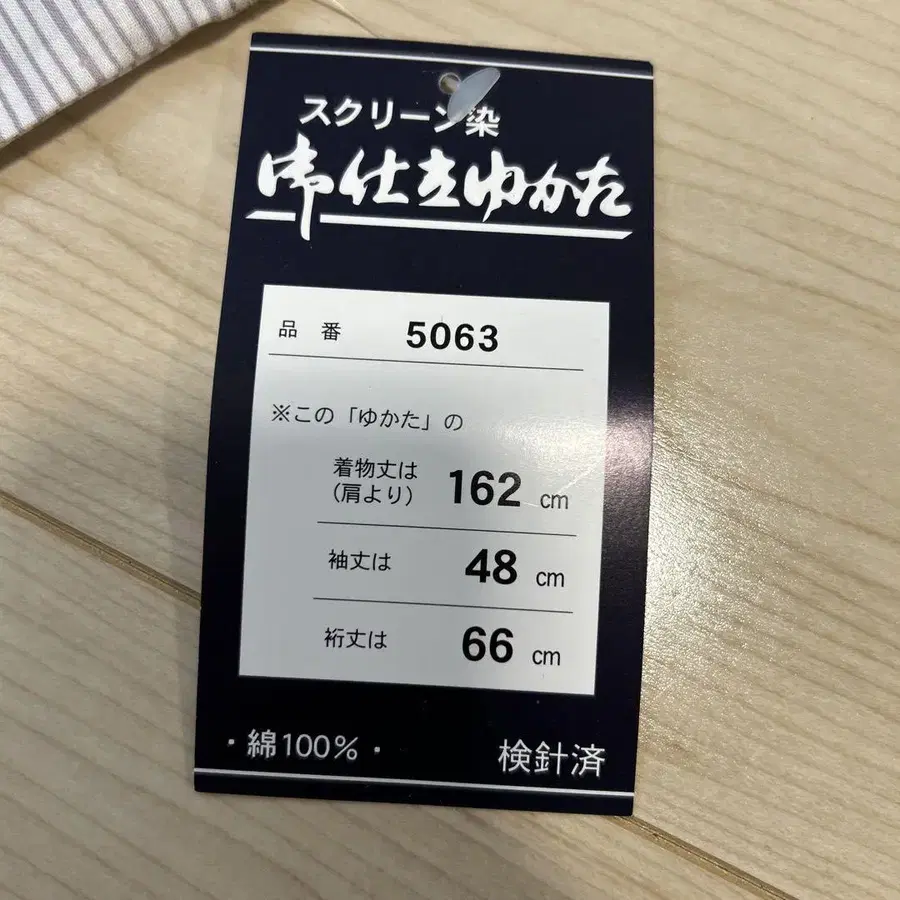 スクリーン染
御仕立ゆかた
品 番 5063
※この「ゆかた」の
着物丈は
(肩より) 162 cm
袖丈は 48 cm
裄丈は 66 cm
・綿100%・ 検針済